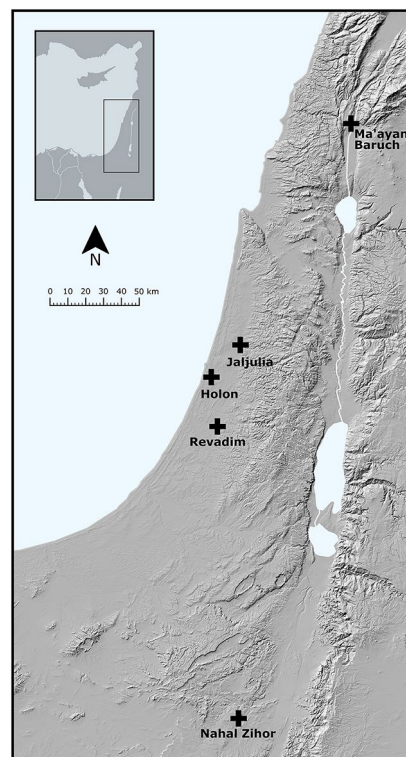 Ma'ayan
Baruch
N
0 10 20 30 40 50 km
Jaljulia
Holon
Revadim
Nahal Zihor